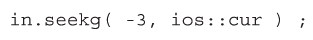 in.seekg( -3, ios::cur ) ;